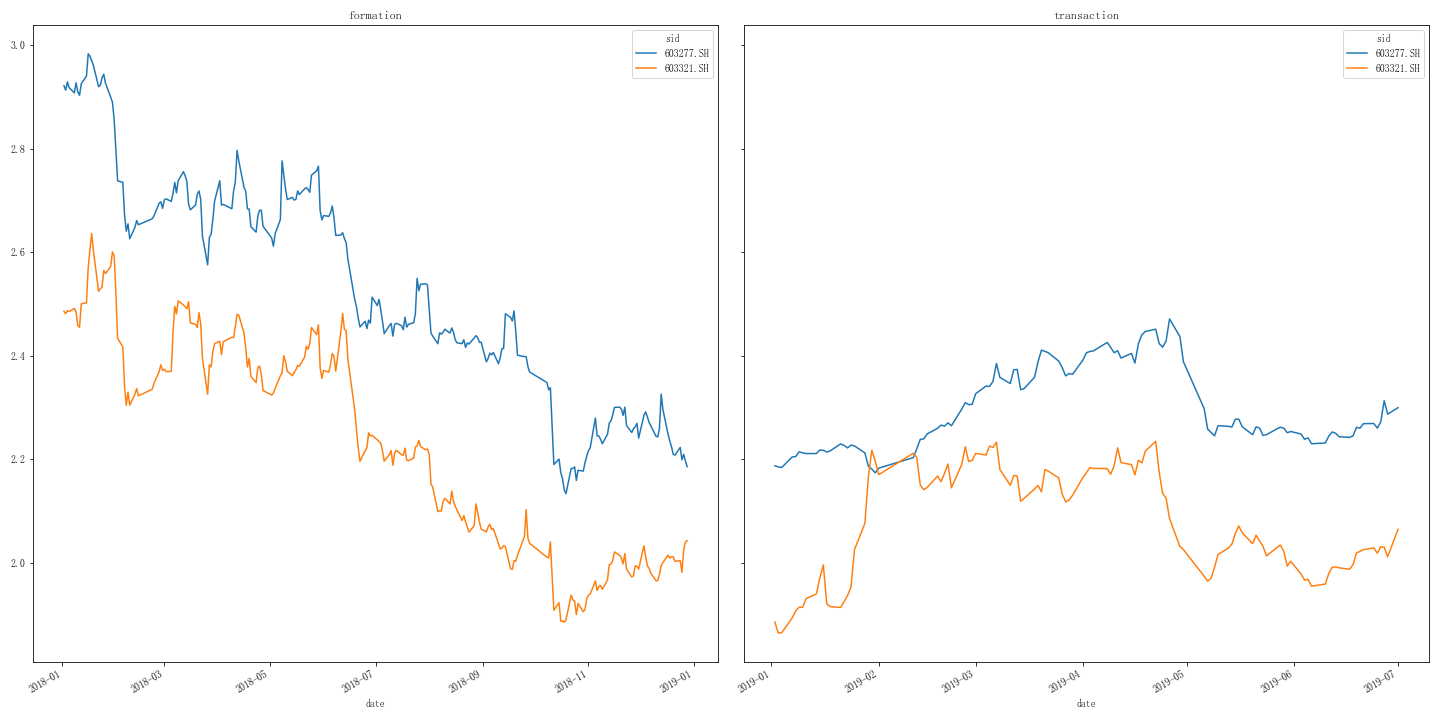 formation
sid
603277.SH
603321.SH
3.0
2.8
2.6
2.4
2.2
2.0
2018-01
2018-03
2018-05
2018-07
2018-09
2018-11
2019-01
date
transaction
sid
603277.SH
603321.SH
2019-01
2019-02
2019-03
2019-04
2019-05
2019-06
2019-07
date